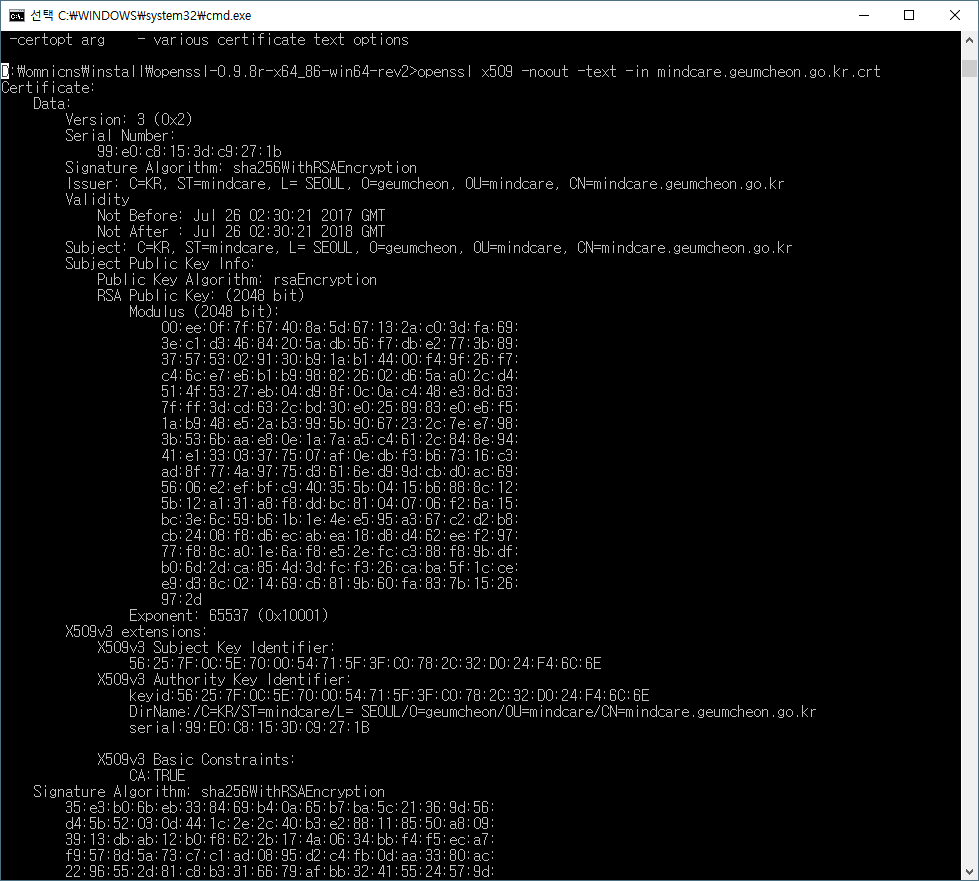 선택 C:\WINDOWS\system32\cmd.exe
-certopt arg    - various certificate text options
D:\omnicns\install\openssl-0.9.8r-x64_86-win64-rev2>openssl x509 -noout -text -in mindcare.geumcheon.go.kr.crt
Certificate:
    Data:
        Version: 3 (0x2)
        Serial Number:
            99:e0:c8:15:3d:c9:27:1b
        Signature Algorithm: sha256WithRSAEncryption
        Issuer: C=KR, ST=mindcare, L= SEOUL, O=geumcheon, OU=mindcare, CN=mindcare.geumcheon.go.kr
        Validity
            Not Before: Jul 26 02:30:21 2017 GMT
            Not After : Jul 26 02:30:21 2018 GMT
        Subject: C=KR, ST=mindcare, L= SEOUL, O=geumcheon, OU=mindcare, CN=mindcare.geumcheon.go.kr
        Subject Public Key Info:
            Public Key Algorithm: rsaEncryption
            RSA Public Key: (2048 bit)
                Modulus (2048 bit):
                    00:ee:0f:7f:67:40:8a:5d:67:13:2a:c0:3d:fa:69:
                    3e:c1:d3:46:84:20:5a:db:56:f7:db:e2:77:3b:89:
                    37:57:53:02:91:30:b9:1a:b1:44:00:f4:9f:26:f7:
                    c4:6c:e7:e6:b1:b9:98:82:26:02:d6:5a:a0:2c:d4:
                    51:4f:53:27:eb:04:d9:8f:0c:0a:c4:48:e3:8d:63:
                    7f:ff:3d:cd:63:2c:bd:30:e0:25:89:83:e0:e6:f5:
                    1a:b9:48:e5:2a:b3:99:5b:90:67:23:2c:7e:e7:98:
                    3b:53:6b:aa:e8:0e:1a:7a:a5:c4:61:2c:84:8e:94:
                    41:e1:33:03:37:75:07:af:0e:db:f3:b6:73:16:c3:
                    ad:8f:77:4a:97:75:d3:61:6e:d9:9d:cb:d0:ac:69:
                    56:06:e2:ef:bf:c9:40:35:5b:04:15:b6:88:8c:12:
                    5b:12:a1:31:a8:f8:dd:bc:81:04:07:06:f2:6a:15:
                    bc:3e:6c:59:b6:1b:1e:4e:e5:95:a3:67:c2:d2:b8:
                    cb:24:08:f8:d6:ec:ab:ea:18:d8:d4:62:ee:f2:97:
                    77:f8:8c:a0:1e:6a:f8:e5:2e:fc:c3:88:f8:9b:df:
                    b0:6d:2d:ca:85:4d:3d:fc:f3:26:ca:ba:5f:1c:ce:
                    e9:d3:8c:02:14:69:c6:81:9b:60:fa:83:7b:15:26:
                    97:2d
                Exponent: 65537 (0x10001)
        X509v3 extensions:
            X509v3 Subject Key Identifier:
                56:25:7F:0C:5E:70:00:54:71:5F:3F:C0:78:2C:32:D0:24:F4:6C:6E
            X509v3 Authority Key Identifier:
                keyid:56:25:7F:0C:5E:70:00:54:71:5F:3F:C0:78:2C:32:D0:24:F4:6C:6E
                DirName:/C=KR/ST=mindcare/L= SEOUL/O=geumcheon/OU=mindcare/CN=mindcare.geumcheon.go.kr
                serial:99:E0:C8:15:3D:C9:27:1B
            X509v3 Basic Constraints:
                CA:TRUE
    Signature Algorithm: sha256WithRSAEncryption
        35:e3:b0:6b:eb:33:84:69:b4:0a:65:b7:ba:5c:21:36:9d:56:
        d4:5b:52:03:0d:44:1c:2e:2c:40:b3:e2:88:11:85:50:a8:09:
        39:13:db:ab:12:b0:f8:62:2b:17:4a:06:34:bb:f4:f5:ec:a7:
        f9:57:8d:5a:73:c7:c1:ad:08:95:d2:c4:fb:0d:aa:33:80:ac:
        22:96:55:2d:81:c8:b3:31:66:79:af:bb:32:41:55:24:57:9d: